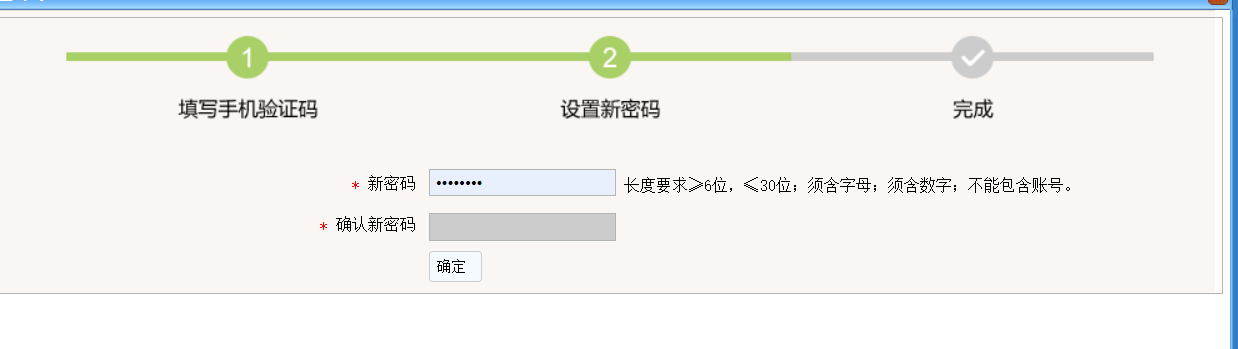 1 2
填写手机验证码 设置新密码 完成
* 新密码 •••••••• 长度要求≥6位，≤30位；须含字母；须含数字；不能包含账号。
* 确认新密码
确定